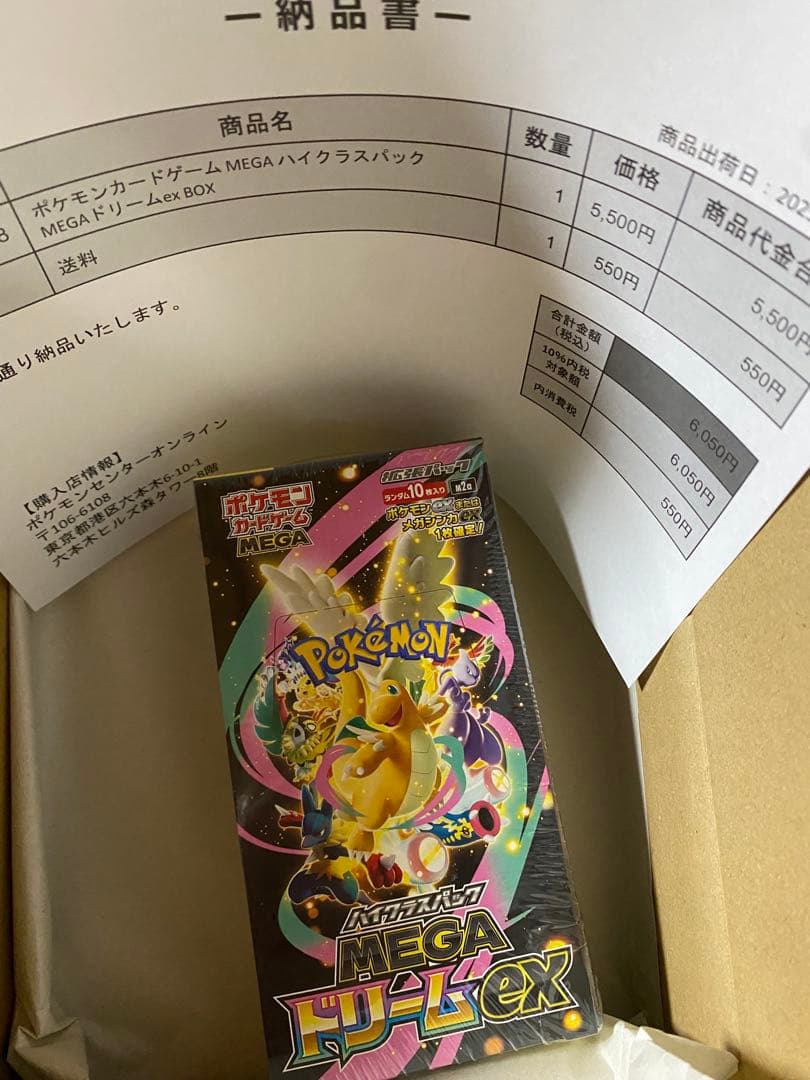 ― 納品書 ―
商品出荷日：202
商品名
数量
価格
商品代金合
8
ポケモンカードゲーム MEGA ハイクラスパック
MEGAドリームex BOX
1
5,500円
5,500円
送料
1
550円
550円
通り納品いたします。
合計金額
(税込)
6,050円
10%内税
対象額
6,050円
内消費税
550円
【購入店情報】
ポケモンセンターオンライン
〒106-6108
東京都港区六本木6-10-1
六本木ヒルズ森タワー8階
ポケモン
カードゲーム
MEGA
拡張パック
ランダム10枚入り
M2a
ポケモンexまたは
メガシンカex
1枚確定！
POKéMON
ハイクラスパック
MEGA
ドリームex